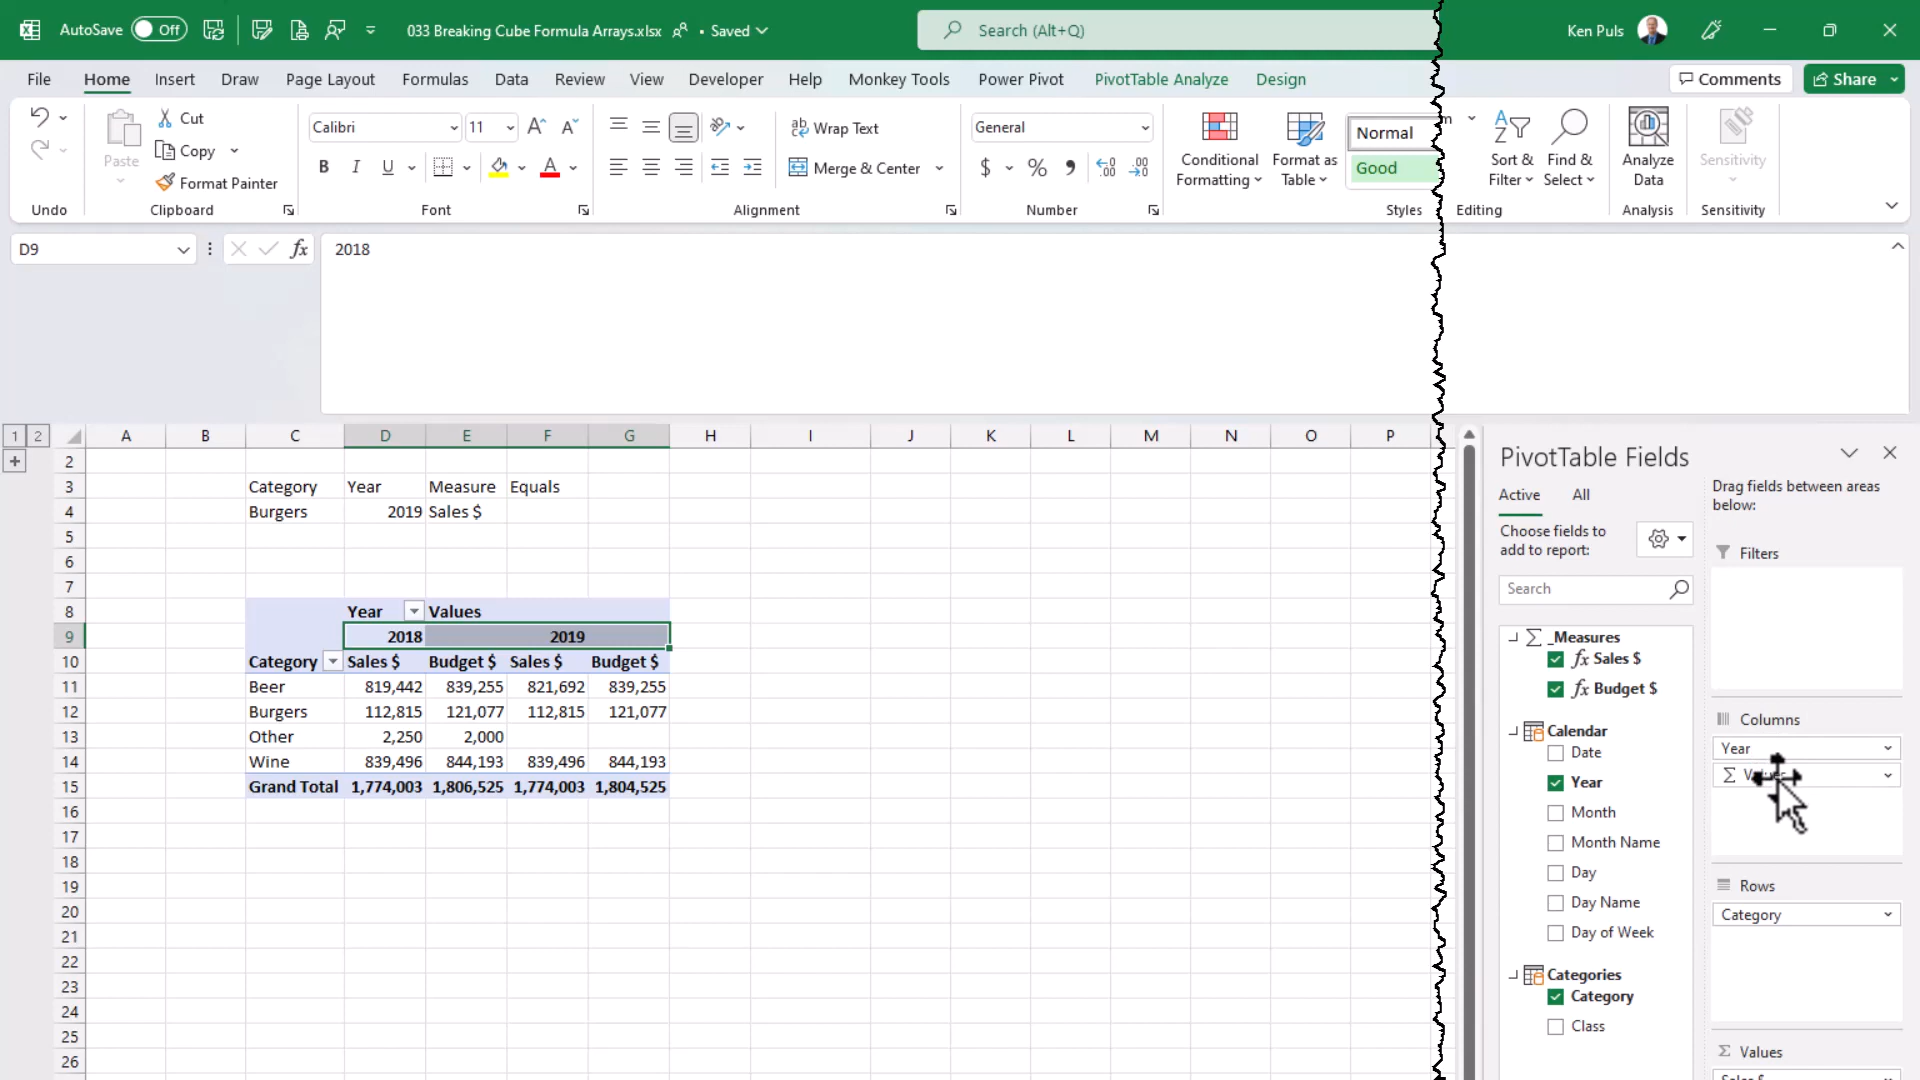 AutoSave Off 033 Breaking Cube Formula Arrays.xlsx • Saved Search (Alt+Q) Ken Puls
File Home Insert Draw Page Layout Formulas Data Review View Developer Help Monkey Tools Power Pivot PivotTable Analyze Design Comments Share
Paste
Cut
Copy
Format Painter
Calibri 11
B I U
Wrap Text
Merge & Center
General
$ % 9
Conditional Formatting
Format as Table
Normal
Good
Sort & Filter
Find & Select
Analyze Data
Sensitivity
Undo Clipboard Font Alignment Number Styles Editing Analysis Sensitivity
D9 fx 2018
1 2 A B C D E F G H I J K L M N O P
2
3 Category Year Measure Equals
4 Burgers 2019 Sales $
5
6
7
8 Year Values
9 2018 2019
10 Category Sales $ Budget $ Sales $ Budget $
11 Beer 819,442 839,255 821,692 839,255
12 Burgers 112,815 121,077 112,815 121,077
13 Other 2,250 2,000
14 Wine 839,496 844,193 839,496 844,193
15 Grand Total 1,774,003 1,806,525 1,774,003 1,804,525
16
17
18
19
20
21
22
23
24
25
26
PivotTable Fields
Active All
Choose fields to
add to report:
Search
_Measures
fx Sales $
fx Budget $
Calendar
Date
Year
Month
Month Name
Day
Day Name
Day of Week
Categories
Category
Class
Drag fields between areas
below:
Filters
Columns
Year
Σ
Rows
Category
Σ Values